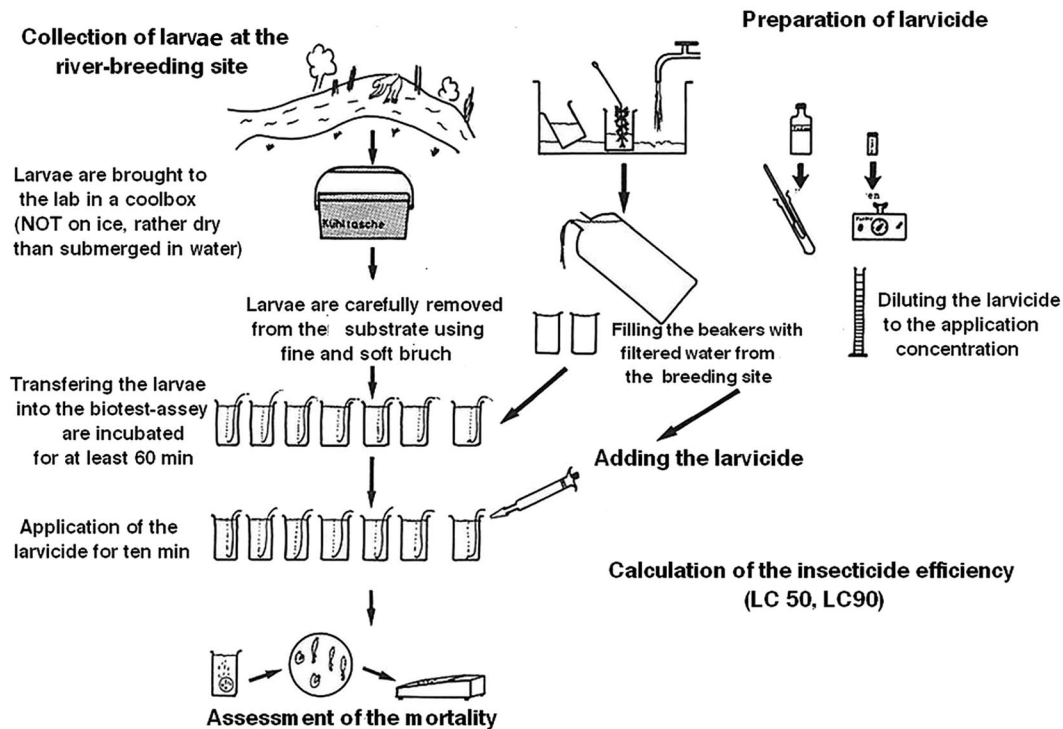 Collection of larvae at the
river-breeding site
Preparation of larvicide
Larvae are brought to
the lab in a coolbox
(NOT on ice, rather dry
than submerged in water)
Kühltasche
Larvae are carefully removed
from the substrate using
fine and soft bruch
Filling the beakers with
filtered water from
the breeding site
Diluting the larvicide
to the application
concentration
Transfering the larvae
into the biotest-assey
are incubated
for at least 60 min
Adding the larvicide
Application of the
larvicide for ten min
Calculation of the insecticide efficiency
(LC 50, LC90)
Assessment of the mortality